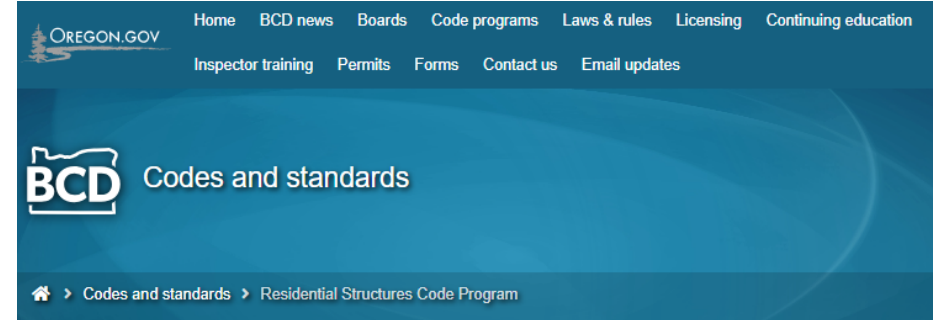 OREGON.GOV
Home BCD news Boards Code programs Laws & rules Licensing Continuing education
Inspector training Permits Forms Contact us Email updates
BCD Codes and standards
Codes and standards > Residential Structures Code Program